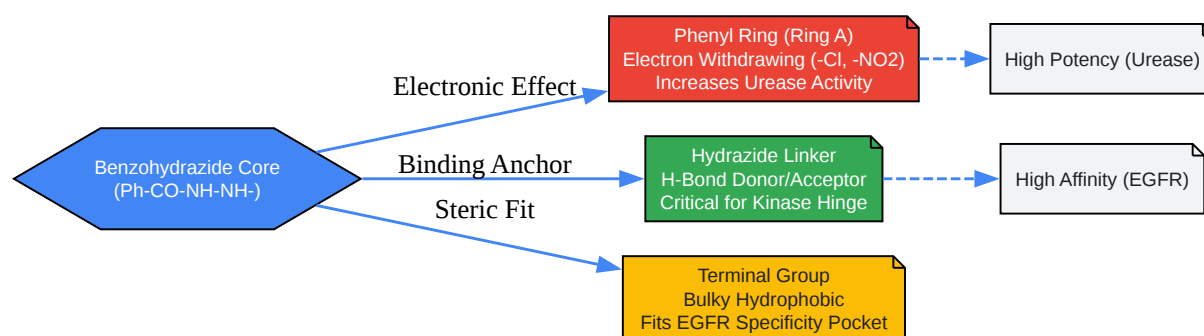 Benzohydrazide Core
(Ph-CO-NH-NH-)
Electronic Effect
Binding Anchor
Steric Fit
Phenyl Ring (Ring A)
Electron Withdrawing (-Cl, -NO2)
Increases Urease Activity
High Potency (Urease)
Hydrazide Linker
H-Bond Donor/Acceptor
Critical for Kinase Hinge
High Affinity (EGFR)
Terminal Group
Bulky Hydrophobic
Fits EGFR Specificity Pocket